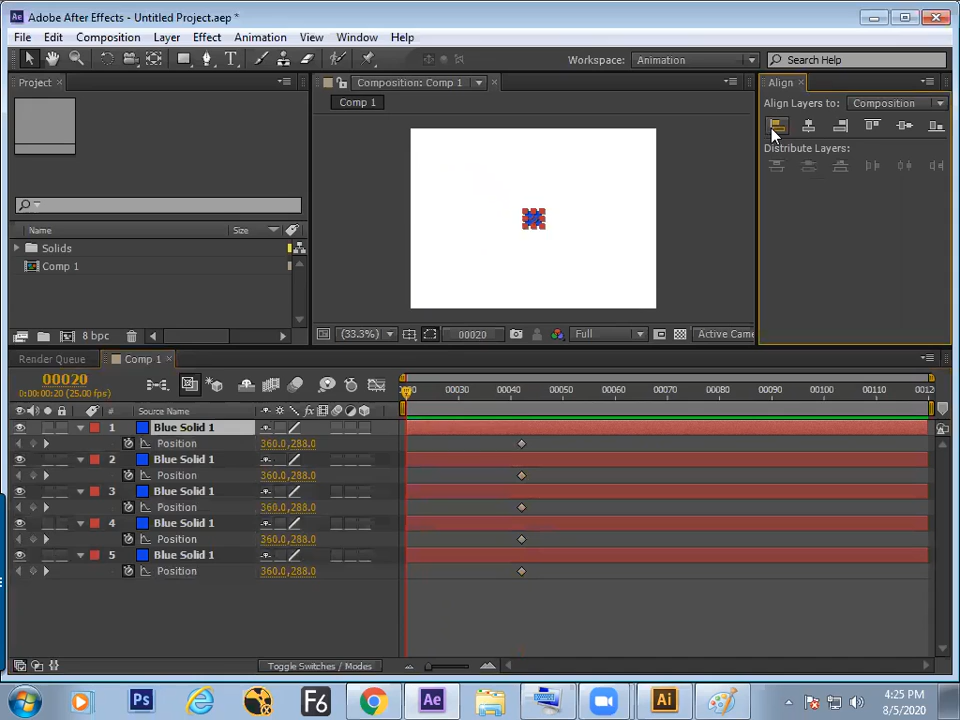 Adobe After Effects - Untitled Project.aep *
File Edit Composition Layer Effect Animation View Window Help
Workspace: Animation Search Help
Project
Composition: Comp 1
Comp 1
Align
Align Layers to: Composition
Distribute Layers:
Name Size
Solids
Comp 1
8 bpc
(33.3%) 00020 Full Active Came
Render Queue Comp 1
00020
0:00:00:20 (25.00 fps)
00030 00040 00050 00060 00070 00080 00090 00100 00110 0012
# Source Name
1 Blue Solid 1
Position 360.0,288.0
2 Blue Solid 1
Position 360.0,288.0
3 Blue Solid 1
Position 360.0,288.0
4 Blue Solid 1
Position 360.0,288.0
5 Blue Solid 1
Position 360.0,288.0
Toggle Switches / Modes
Ps F6 Ae Ai
4:25 PM
8/5/2020